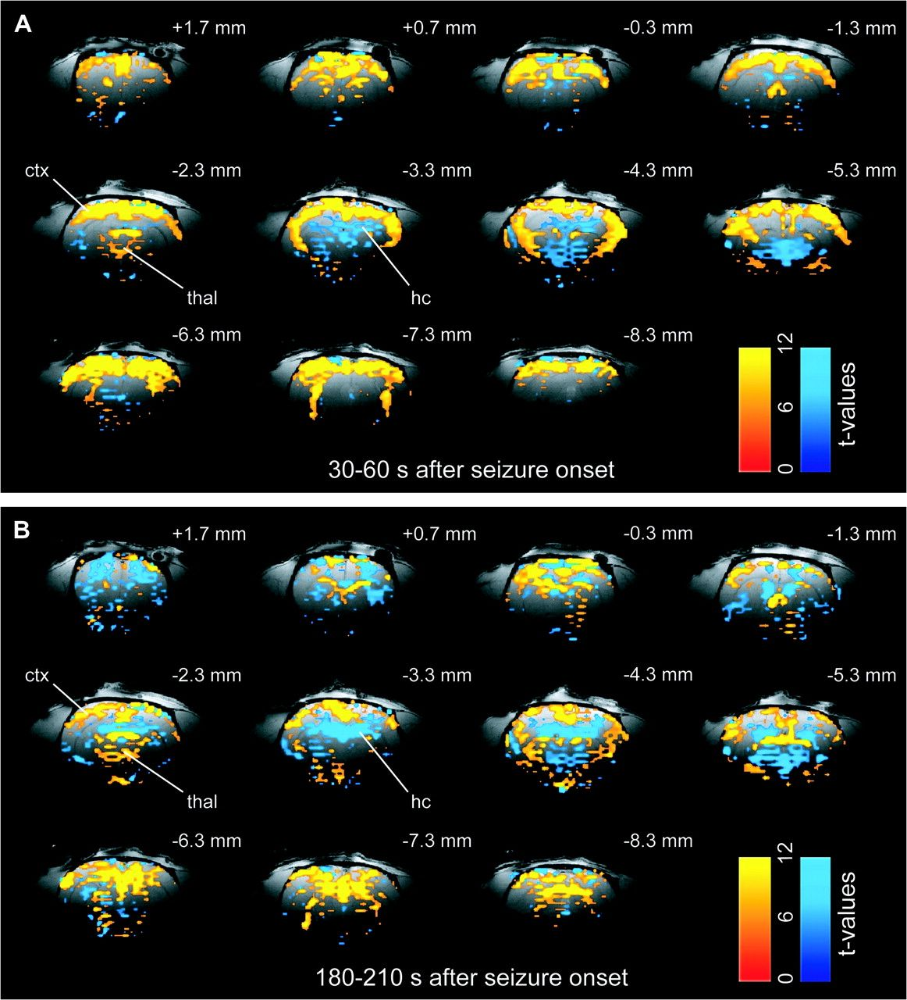 A
+1.7 mm
+0.7 mm
-0.3 mm
-1.3 mm
ctx
-2.3 mm
-3.3 mm
-4.3 mm
-5.3 mm
thal
hc
-6.3 mm
-7.3 mm
-8.3 mm
12
6
0
t-values
30-60 s after seizure onset
B
+1.7 mm
+0.7 mm
-0.3 mm
-1.3 mm
ctx
-2.3 mm
-3.3 mm
-4.3 mm
-5.3 mm
thal
hc
-6.3 mm
-7.3 mm
-8.3 mm
12
6
0
t-values
180-210 s after seizure onset